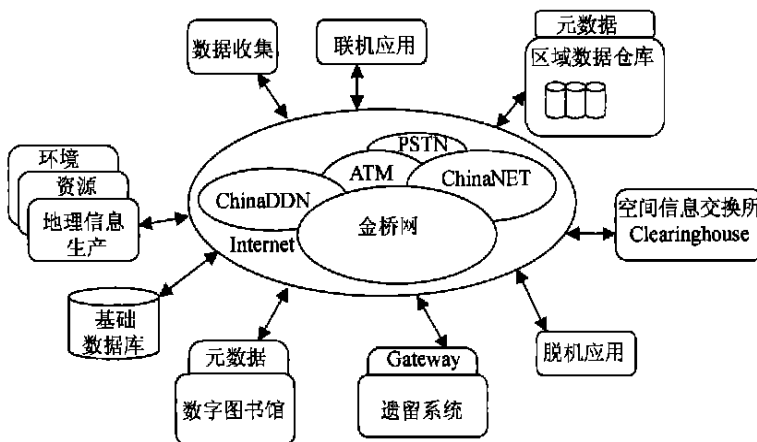 数据收集
联机应用
元数据
区域数据仓库
PSTN
ATM
ChinaNET
ChinaDDN
金桥网
Internet
环境
资源
地理信息
生产
空间信息交换所
Clearinghouse
基础
数据库
元数据
数字图书馆
Gateway
遗留系统
脱机应用